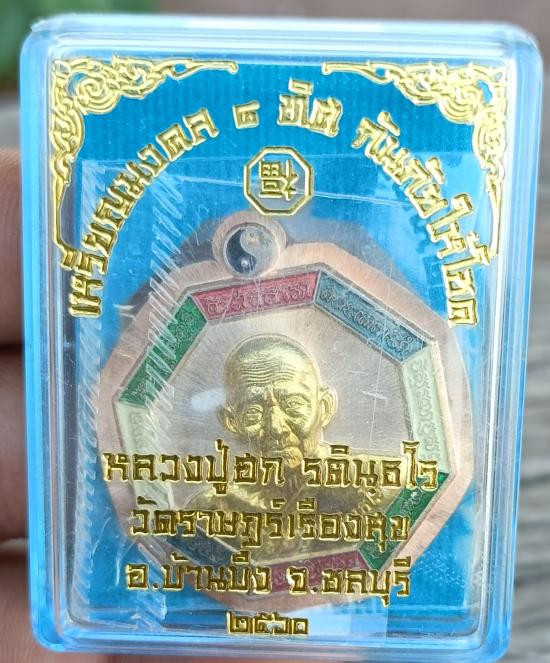 เหรียญมงคล ๘ ทิศ กันภัยให้โชค
福
หลวงปู่ฮก รตินฺธโร
วัดราษฎร์เรืองสุข
อ.บ้านบึง จ.ชลบุรี
๒๕๖๐